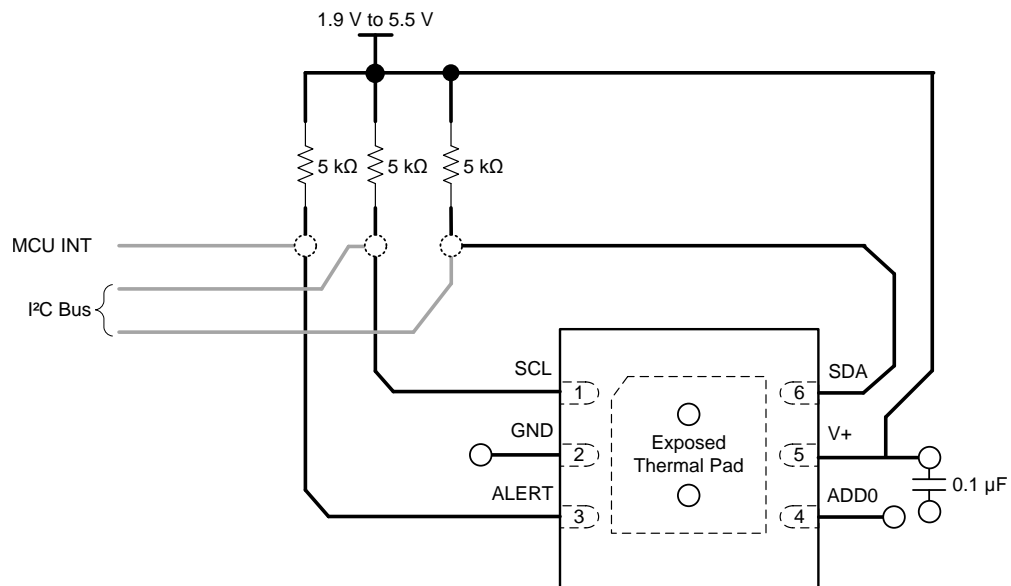 1.9 V to 5.5 V
5 kΩ
5 kΩ
5 kΩ
MCU INT
I²C Bus
SCL
1
SDA
6
GND
2
V+
5
Exposed
Thermal Pad
0.1 µF
ALERT
3
ADD0
4